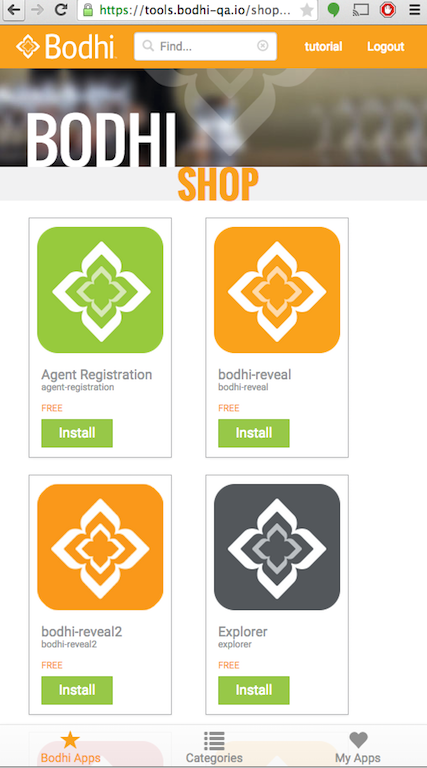 https://tools.bodhi-qa.io/shop...
Bodhi
Find...
tutorial
Logout
BODHI
SHOP
Agent Registration
agent-registration
FREE
Install
bodhi-reveal
bodhi-reveal
FREE
Install
bodhi-reveal2
bodhi-reveal2
FREE
Install
Explorer
explorer
FREE
Install
Bodhi Apps
Categories
My Apps